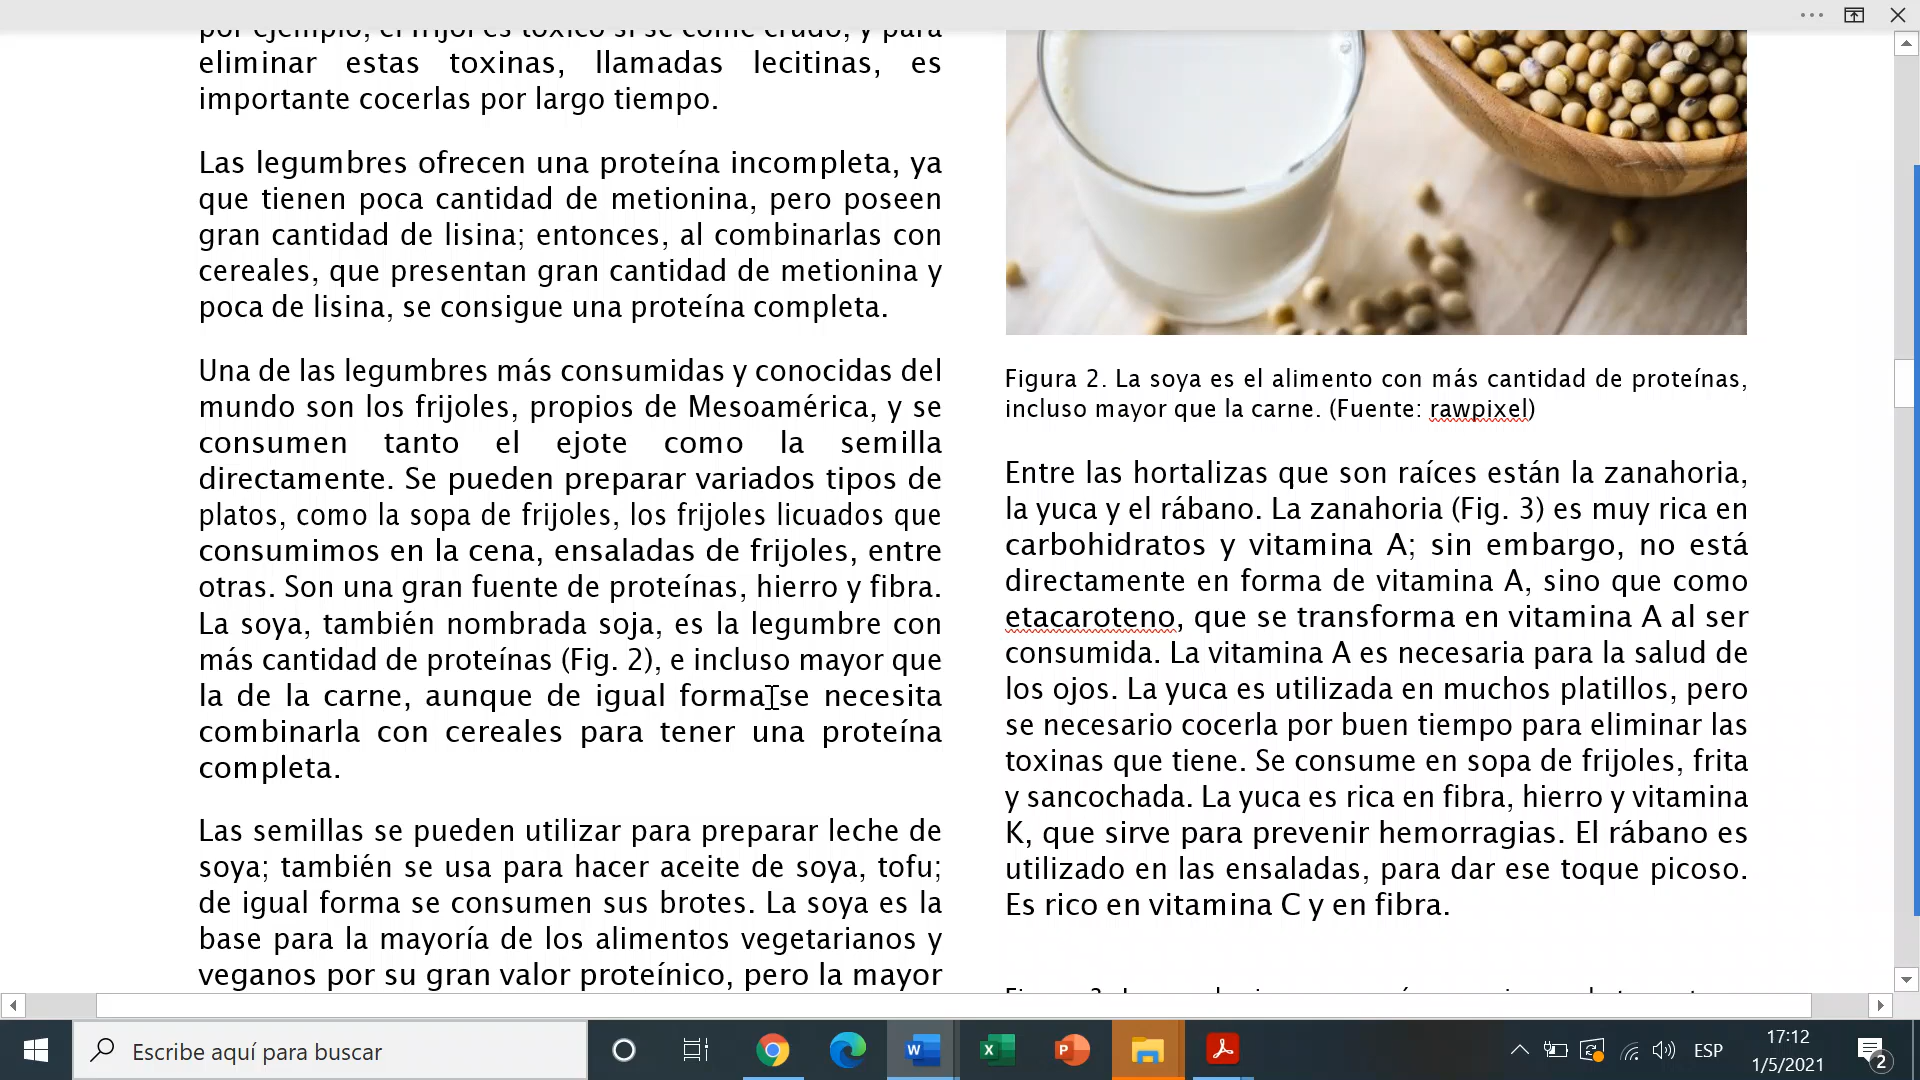 por ejemplo, el frijol es tóxico si se come crudo, y para
eliminar estas toxinas, llamadas lecitinas, es
importante cocerlas por largo tiempo.
Las legumbres ofrecen una proteína incompleta, ya
que tienen poca cantidad de metionina, pero poseen
gran cantidad de lisina; entonces, al combinarlas con
cereales, que presentan gran cantidad de metionina y
poca de lisina, se consigue una proteína completa.
Una de las legumbres más consumidas y conocidas del
mundo son los frijoles, propios de Mesoamérica, y se
consumen tanto el ejote como la semilla
directamente. Se pueden preparar variados tipos de
platos, como la sopa de frijoles, los frijoles licuados que
consumimos en la cena, ensaladas de frijoles, entre
otras. Son una gran fuente de proteínas, hierro y fibra.
La soya, también nombrada soja, es la legumbre con
más cantidad de proteínas (Fig. 2), e incluso mayor que
la de la carne, aunque de igual forma se necesita
combinarla con cereales para tener una proteína
completa.
Las semillas se pueden utilizar para preparar leche de
soya; también se usa para hacer aceite de soya, tofu;
de igual forma se consumen sus brotes. La soya es la
base para la mayoría de los alimentos vegetarianos y
veganos por su gran valor proteínico, pero la mayor
Figura 2. La soya es el alimento con más cantidad de proteínas,
incluso mayor que la carne. (Fuente: rawpixel)
Entre las hortalizas que son raíces están la zanahoria,
la yuca y el rábano. La zanahoria (Fig. 3) es muy rica en
carbohidratos y vitamina A; sin embargo, no está
directamente en forma de vitamina A, sino que como
etacaroteno, que se transforma en vitamina A al ser
consumida. La vitamina A es necesaria para la salud de
los ojos. La yuca es utilizada en muchos platillos, pero
se necesario cocerla por buen tiempo para eliminar las
toxinas que tiene. Se consume en sopa de frijoles, frita
y sancochada. La yuca es rica en fibra, hierro y vitamina
K, que sirve para prevenir hemorragias. El rábano es
utilizado en las ensaladas, para dar ese toque picoso.
Es rico en vitamina C y en fibra.
Escribe aquí para buscar
W
X
P
ESP
17:12
1/5/2021
2